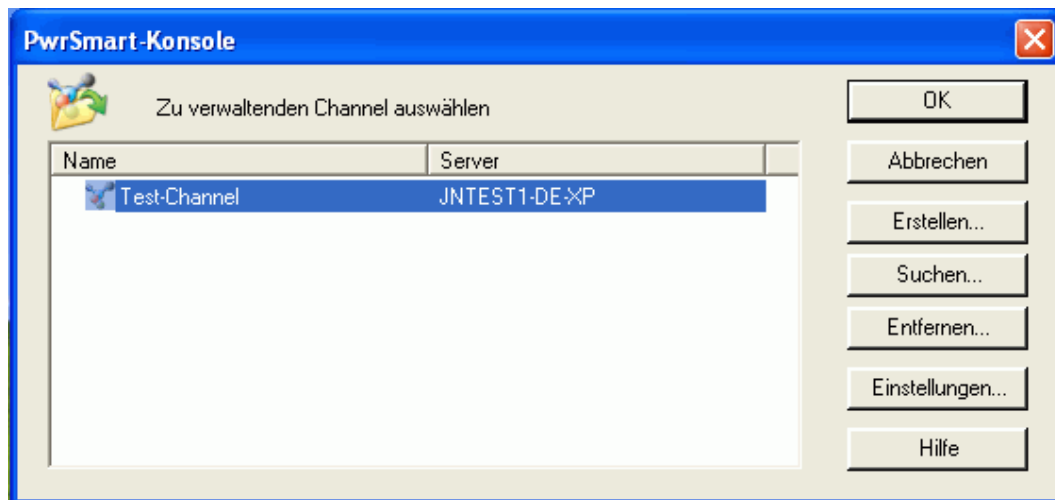 PwrSmart-Konsole
Zu verwaltenden Channel auswählen
Name Server
Test-Channel JNTEST1-DE-XP
OK
Abbrechen
Erstellen...
Suchen...
Entfernen...
Einstellungen...
Hilfe